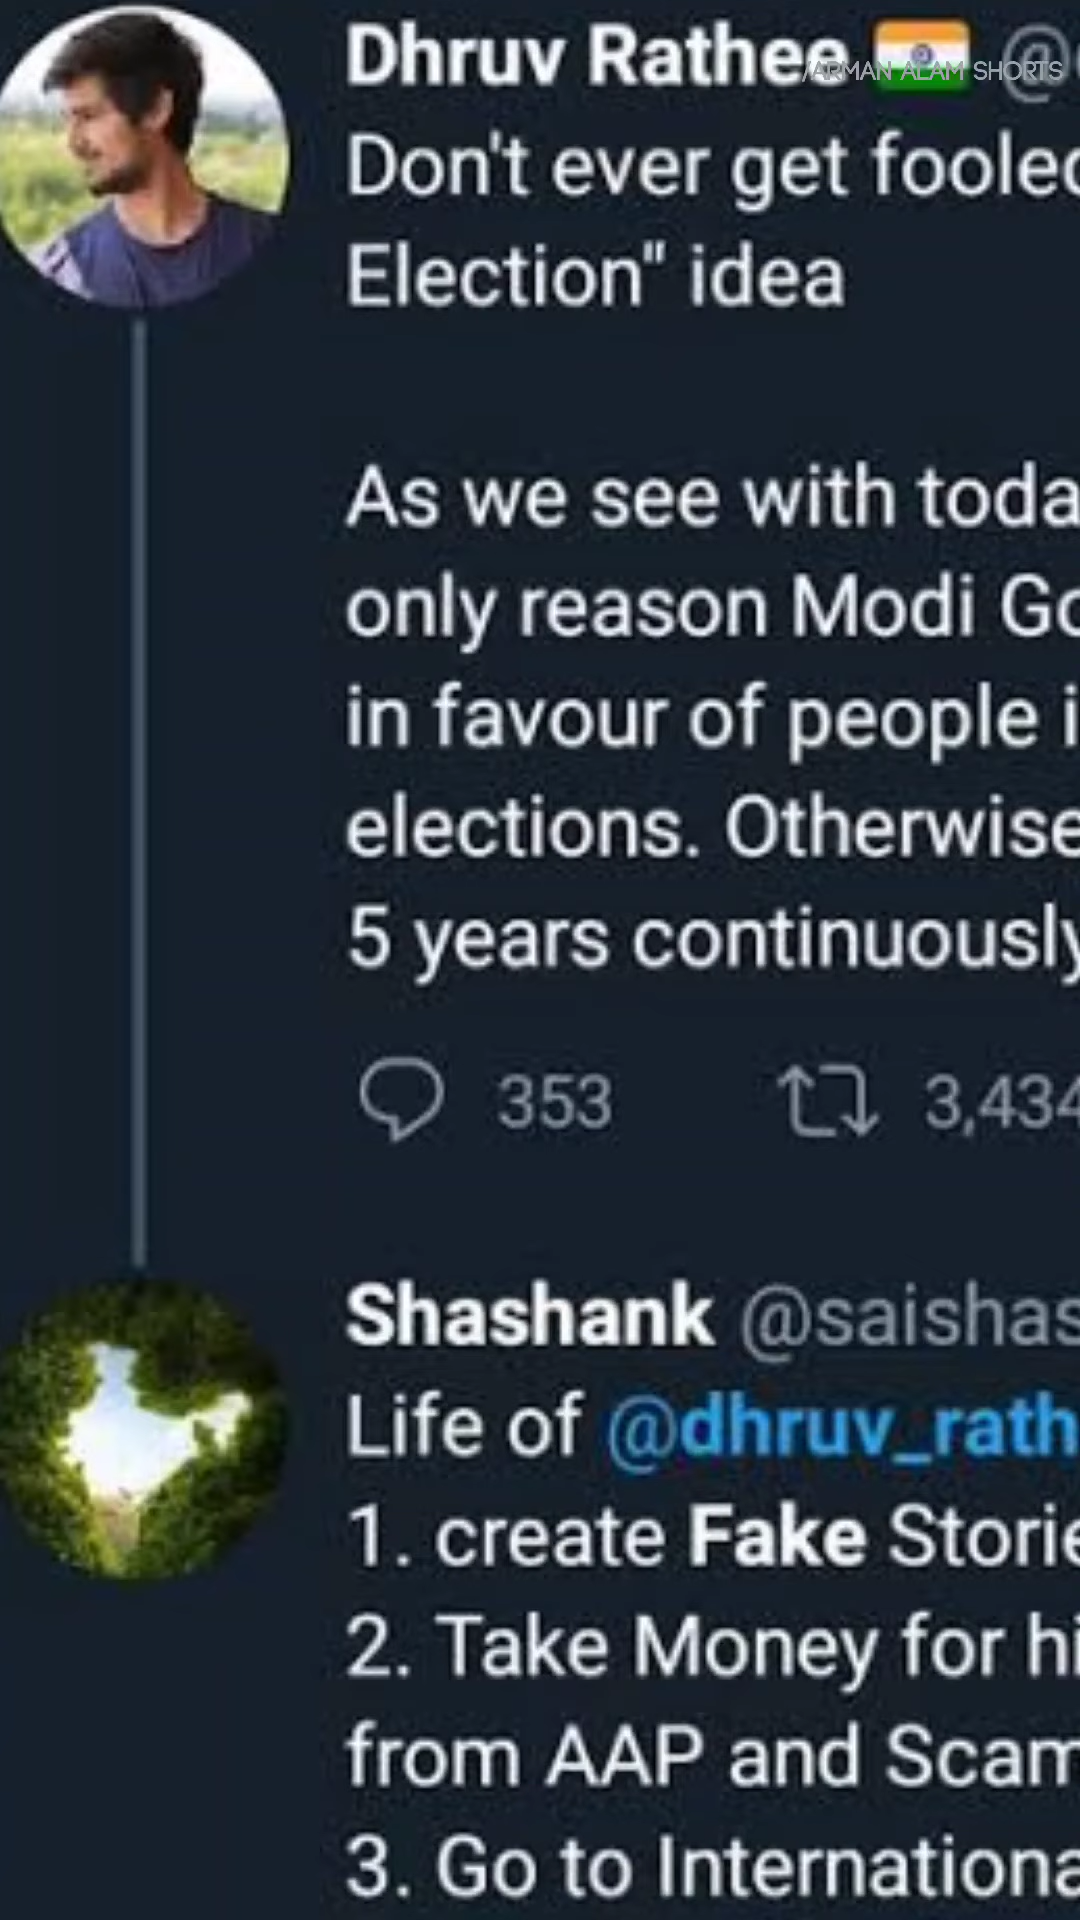 Dhruv Rathee
/ARMAN ALAM SHORTS
Don't ever get fooled
Election" idea
As we see with toda
only reason Modi Go
in favour of people i
elections. Otherwise
5 years continuously
353 3,434
Shashank @saishas
Life of @dhruv_rath
1. create Fake Storie
2. Take Money for hi
from AAP and Scam
3. Go to Internationa